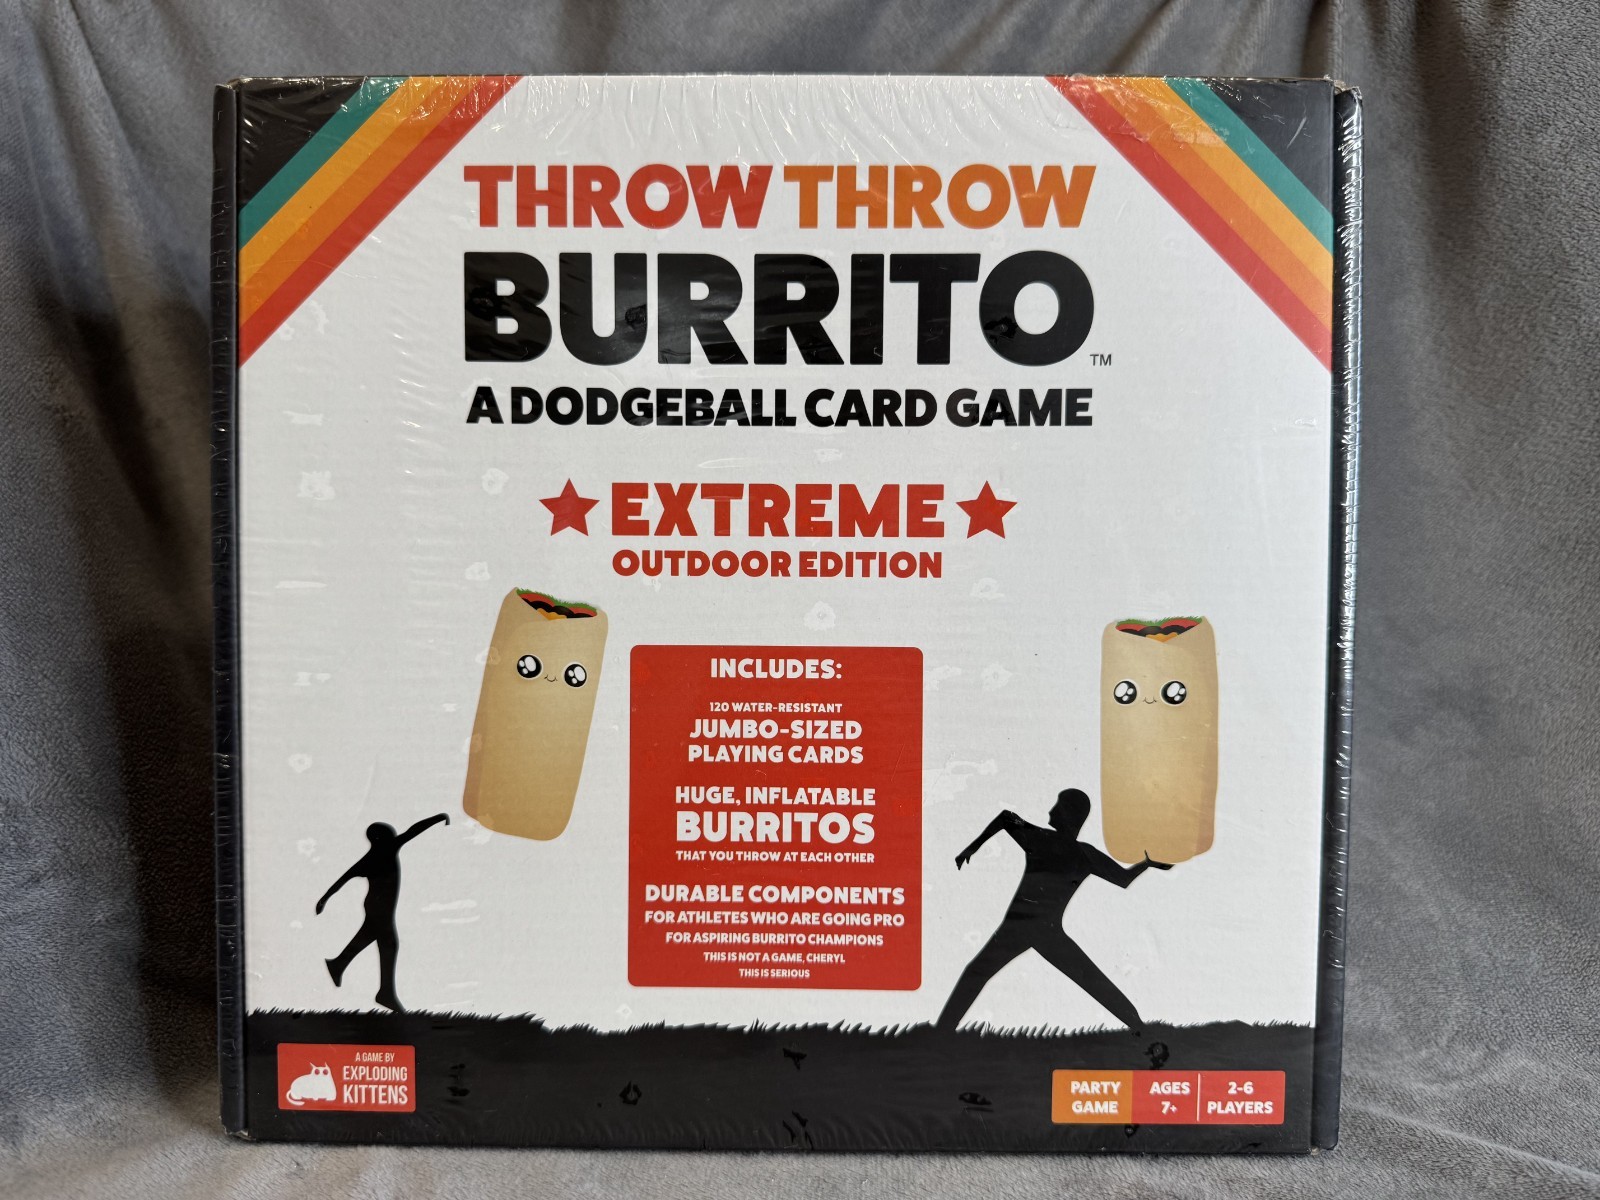 THROW THROW
BURRITO™
A DODGEBALL CARD GAME
★ EXTREME ★
OUTDOOR EDITION
INCLUDES:
120 WATER-RESISTANT
JUMBO-SIZED
PLAYING CARDS
HUGE, INFLATABLE
BURRITOS
THAT YOU THROW AT EACH OTHER
DURABLE COMPONENTS
FOR ATHLETES WHO ARE GOING PRO
FOR ASPIRING BURRITO CHAMPIONS
THIS IS NOT A GAME, CHERYL
THIS IS SERIOUS
A GAME BY
EXPLODING
KITTENS
PARTY
GAME
AGES
7+
2-6
PLAYERS